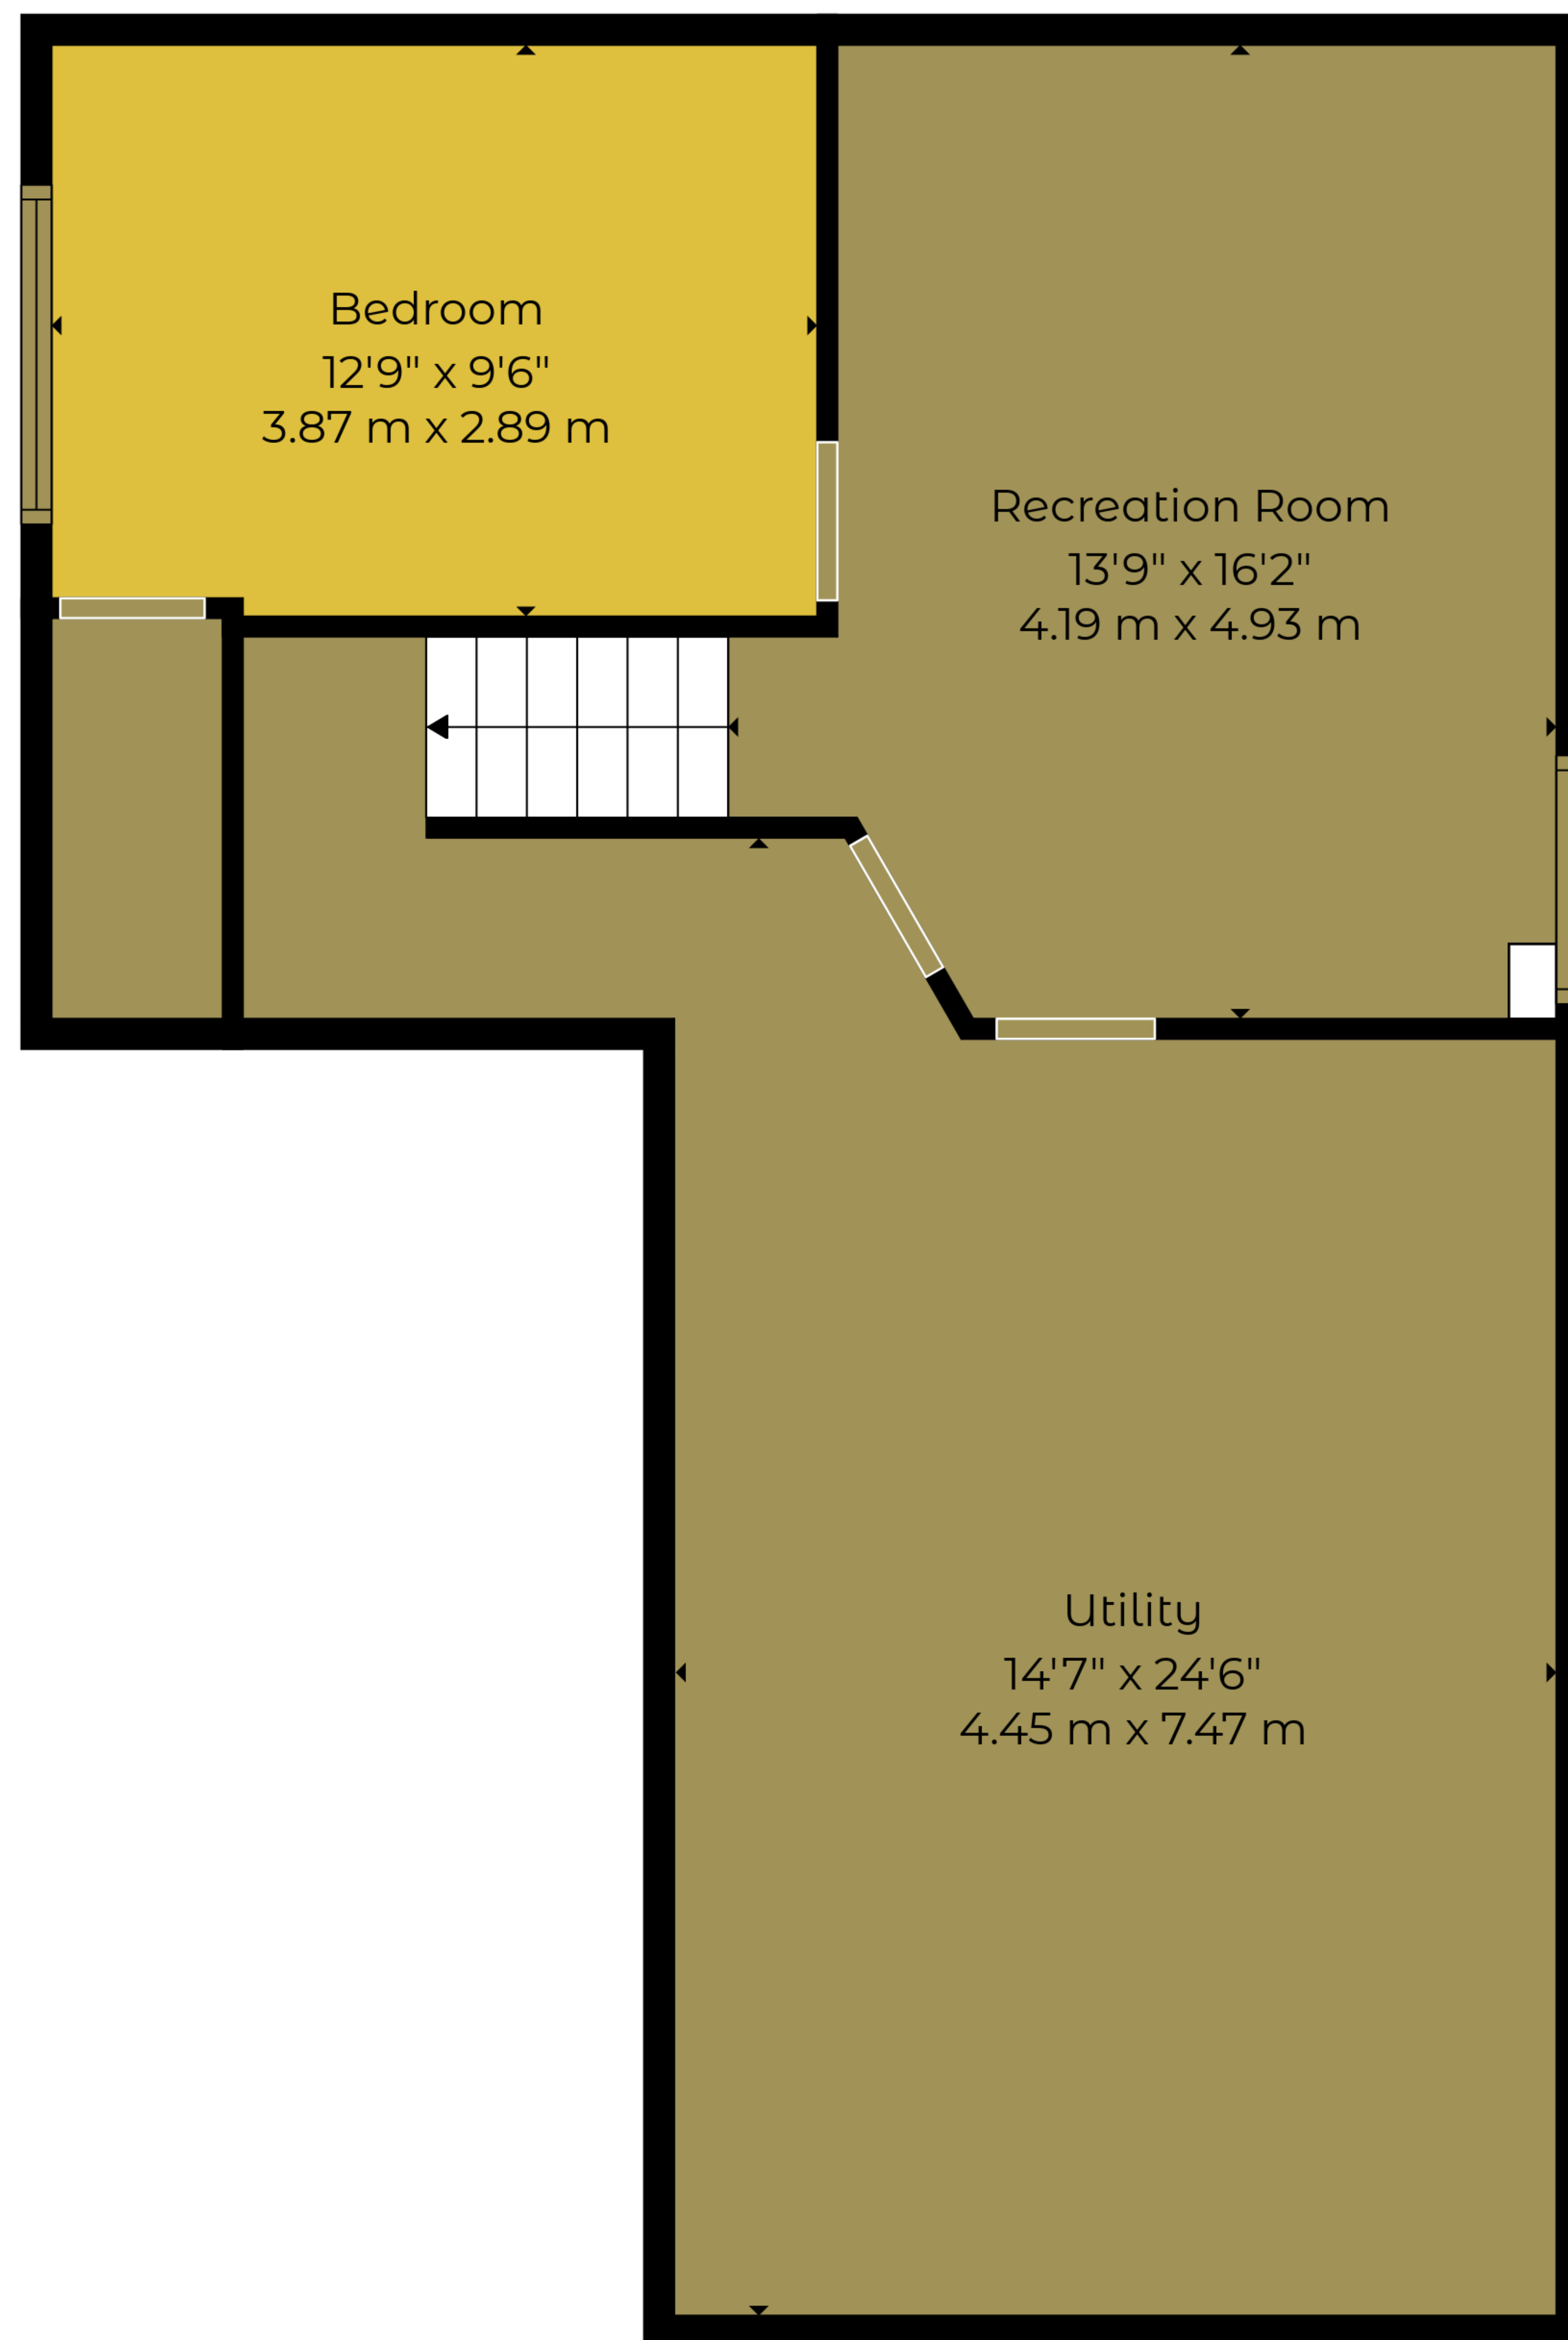 Bedroom
12'9" x 9'6"
3.87 m x 2.89 m
Recreation Room
13'9" x 16'2"
4.19 m x 4.93 m
Utility
14'7" x 24'6"
4.45 m x 7.47 m